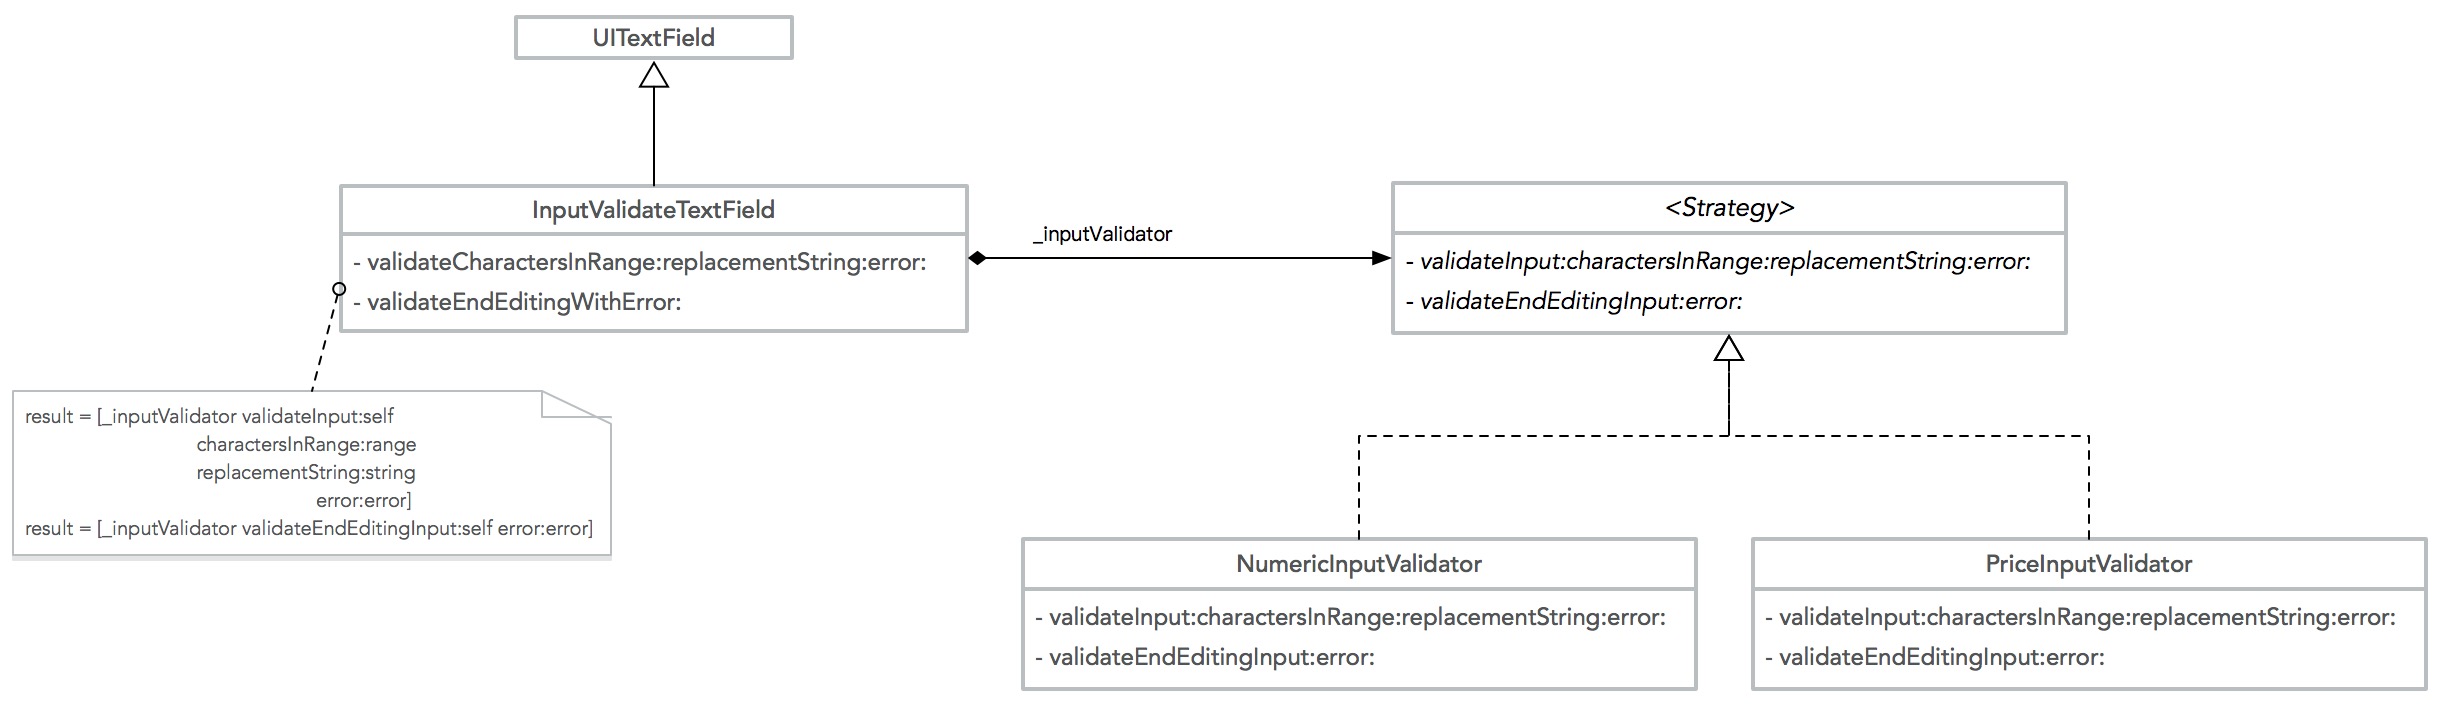 UITextField
InputValidateTextField
- validateCharactersInRange:replacementString:error:
- validateEndEditingWithError:
_inputValidator
<Strategy>
- validateInput:charactersInRange:replacementString:error:
- validateEndEditingInput:error:
result = [_inputValidator validateInput:self
charactersInRange:range
replacementString:string
error:error]
result = [_inputValidator validateEndEditingInput:self error:error]
NumericInputValidator
- validateInput:charactersInRange:replacementString:error:
- validateEndEditingInput:error:
PriceInputValidator
- validateInput:charactersInRange:replacementString:error:
- validateEndEditingInput:error: